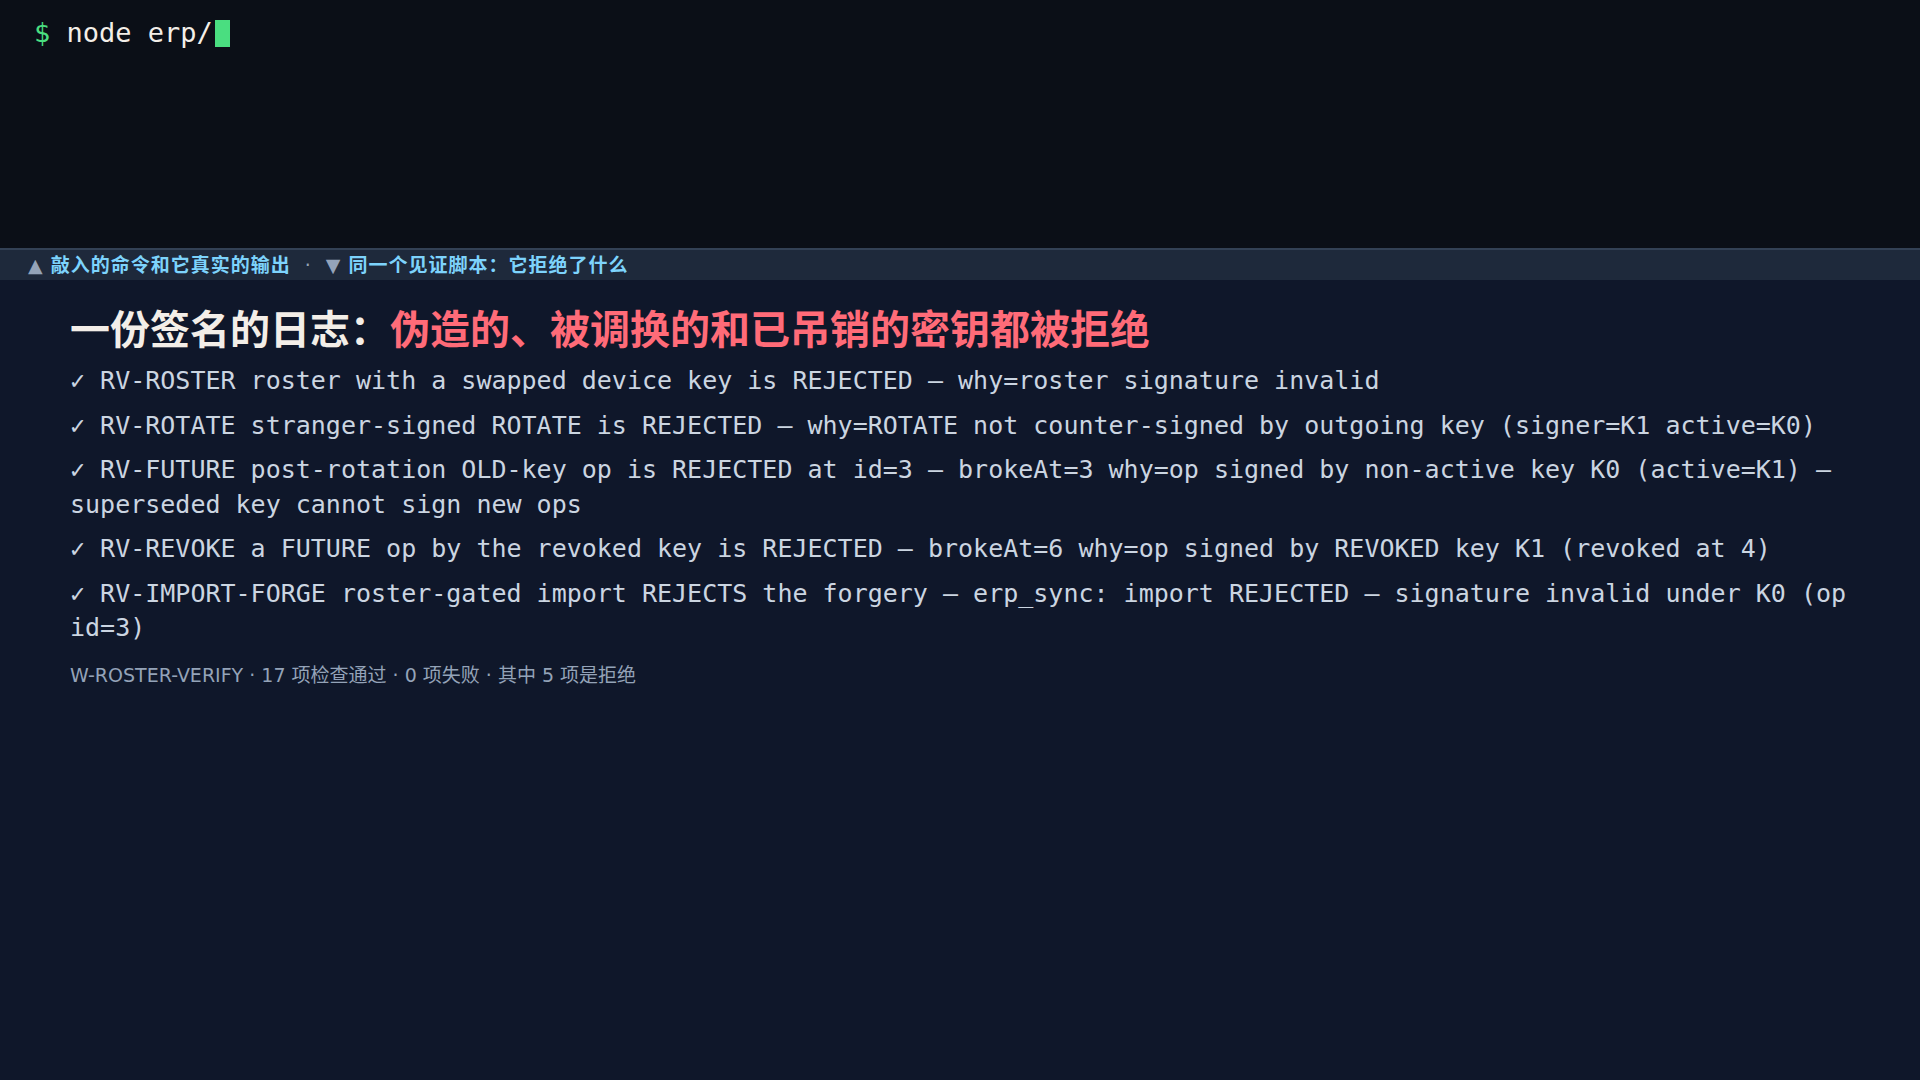 $ node erp/
▲ 敲入的命令和它真实的输出 · ▼ 同一个见证脚本：它拒绝了什么
一份签名的日志：伪造的、被调换的和已吊销的密钥都被拒绝
✓ RV-ROSTER roster with a swapped device key is REJECTED — why=roster signature invalid
✓ RV-ROTATE stranger-signed ROTATE is REJECTED — why=ROTATE not counter-signed by outgoing key (signer=K1 active=K0)
✓ RV-FUTURE post-rotation OLD-key op is REJECTED at id=3 — brokeAt=3 why=op signed by non-active key K0 (active=K1) —
superseded key cannot sign new ops
✓ RV-REVOKE a FUTURE op by the revoked key is REJECTED — brokeAt=6 why=op signed by REVOKED key K1 (revoked at 4)
✓ RV-IMPORT-FORGE roster-gated import REJECTS the forgery — erp_sync: import REJECTED — signature invalid under K0 (op
id=3)
W-ROSTER-VERIFY · 17 项检查通过 · 0 项失败 · 其中 5 项是拒绝